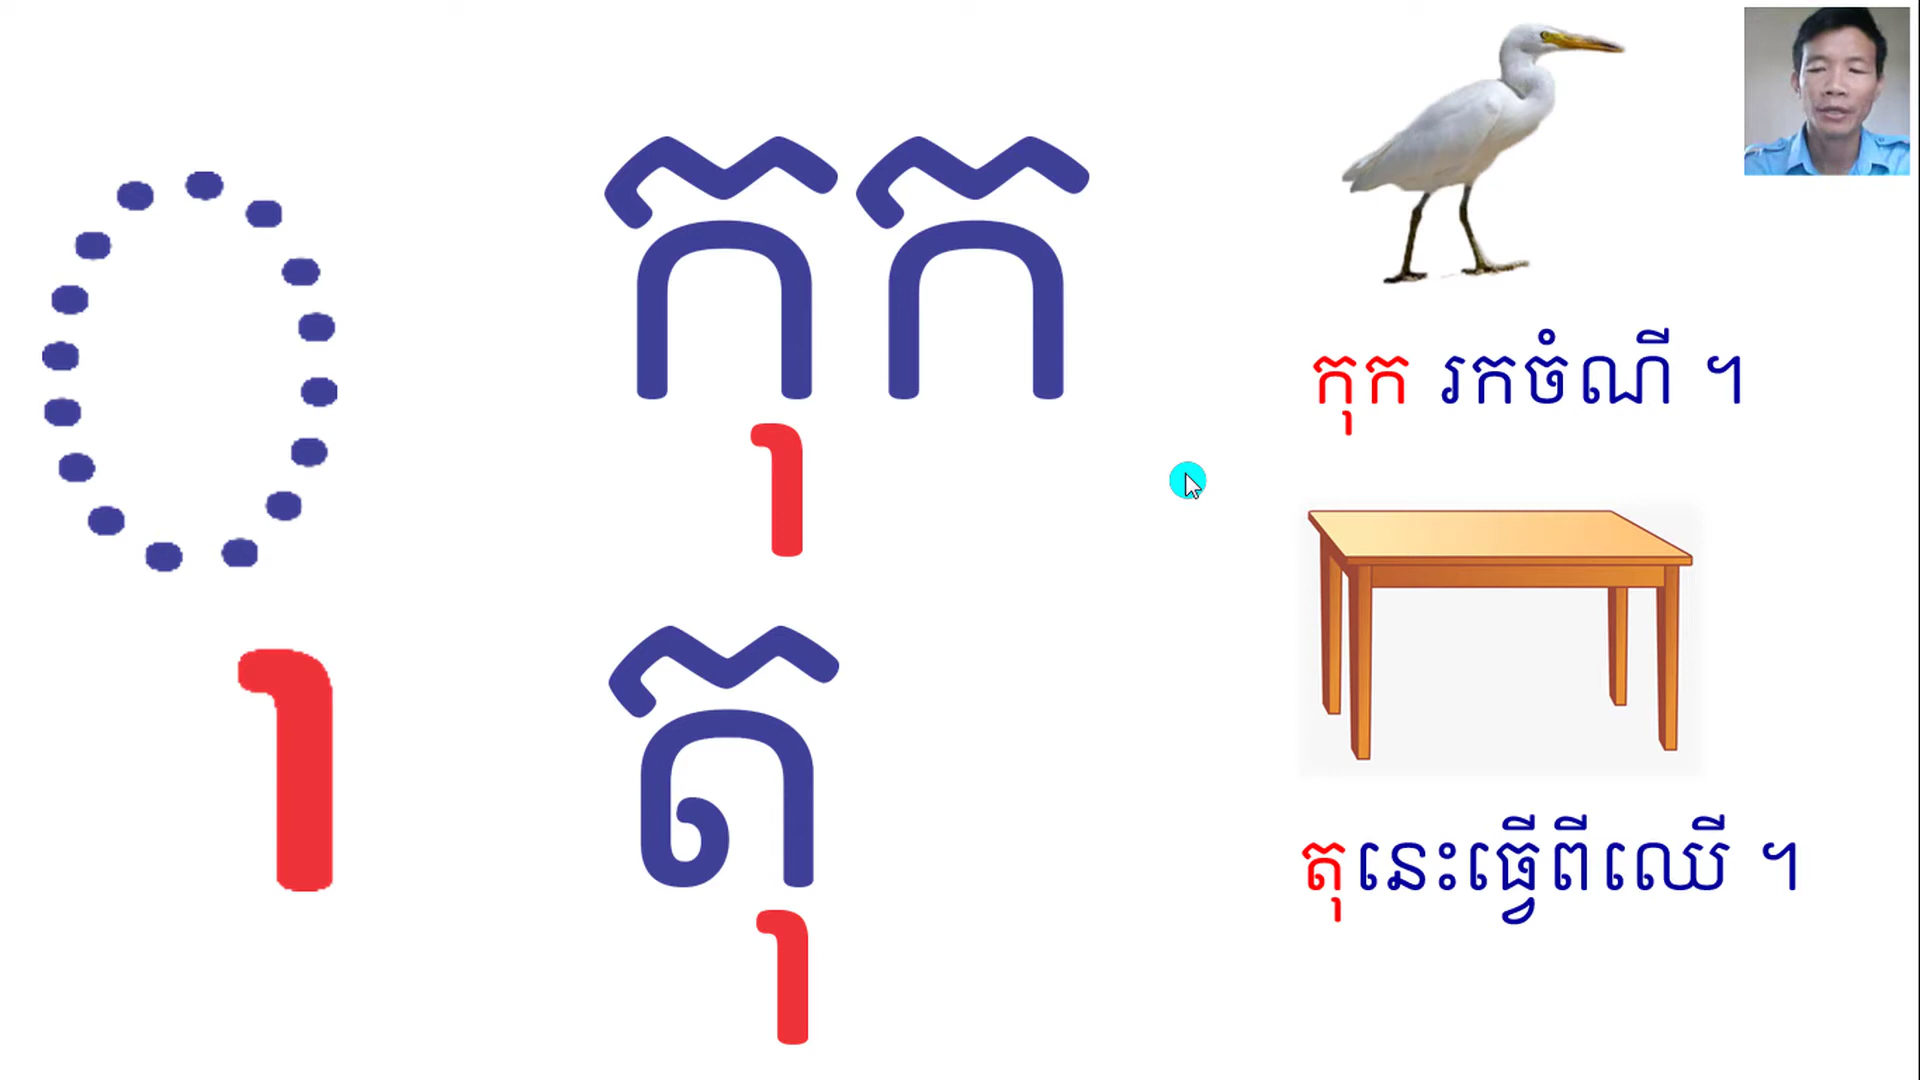 ុ
កុក
កុក រកចំណី ។
តុ
តុនេះធ្វើពីឈើ ។